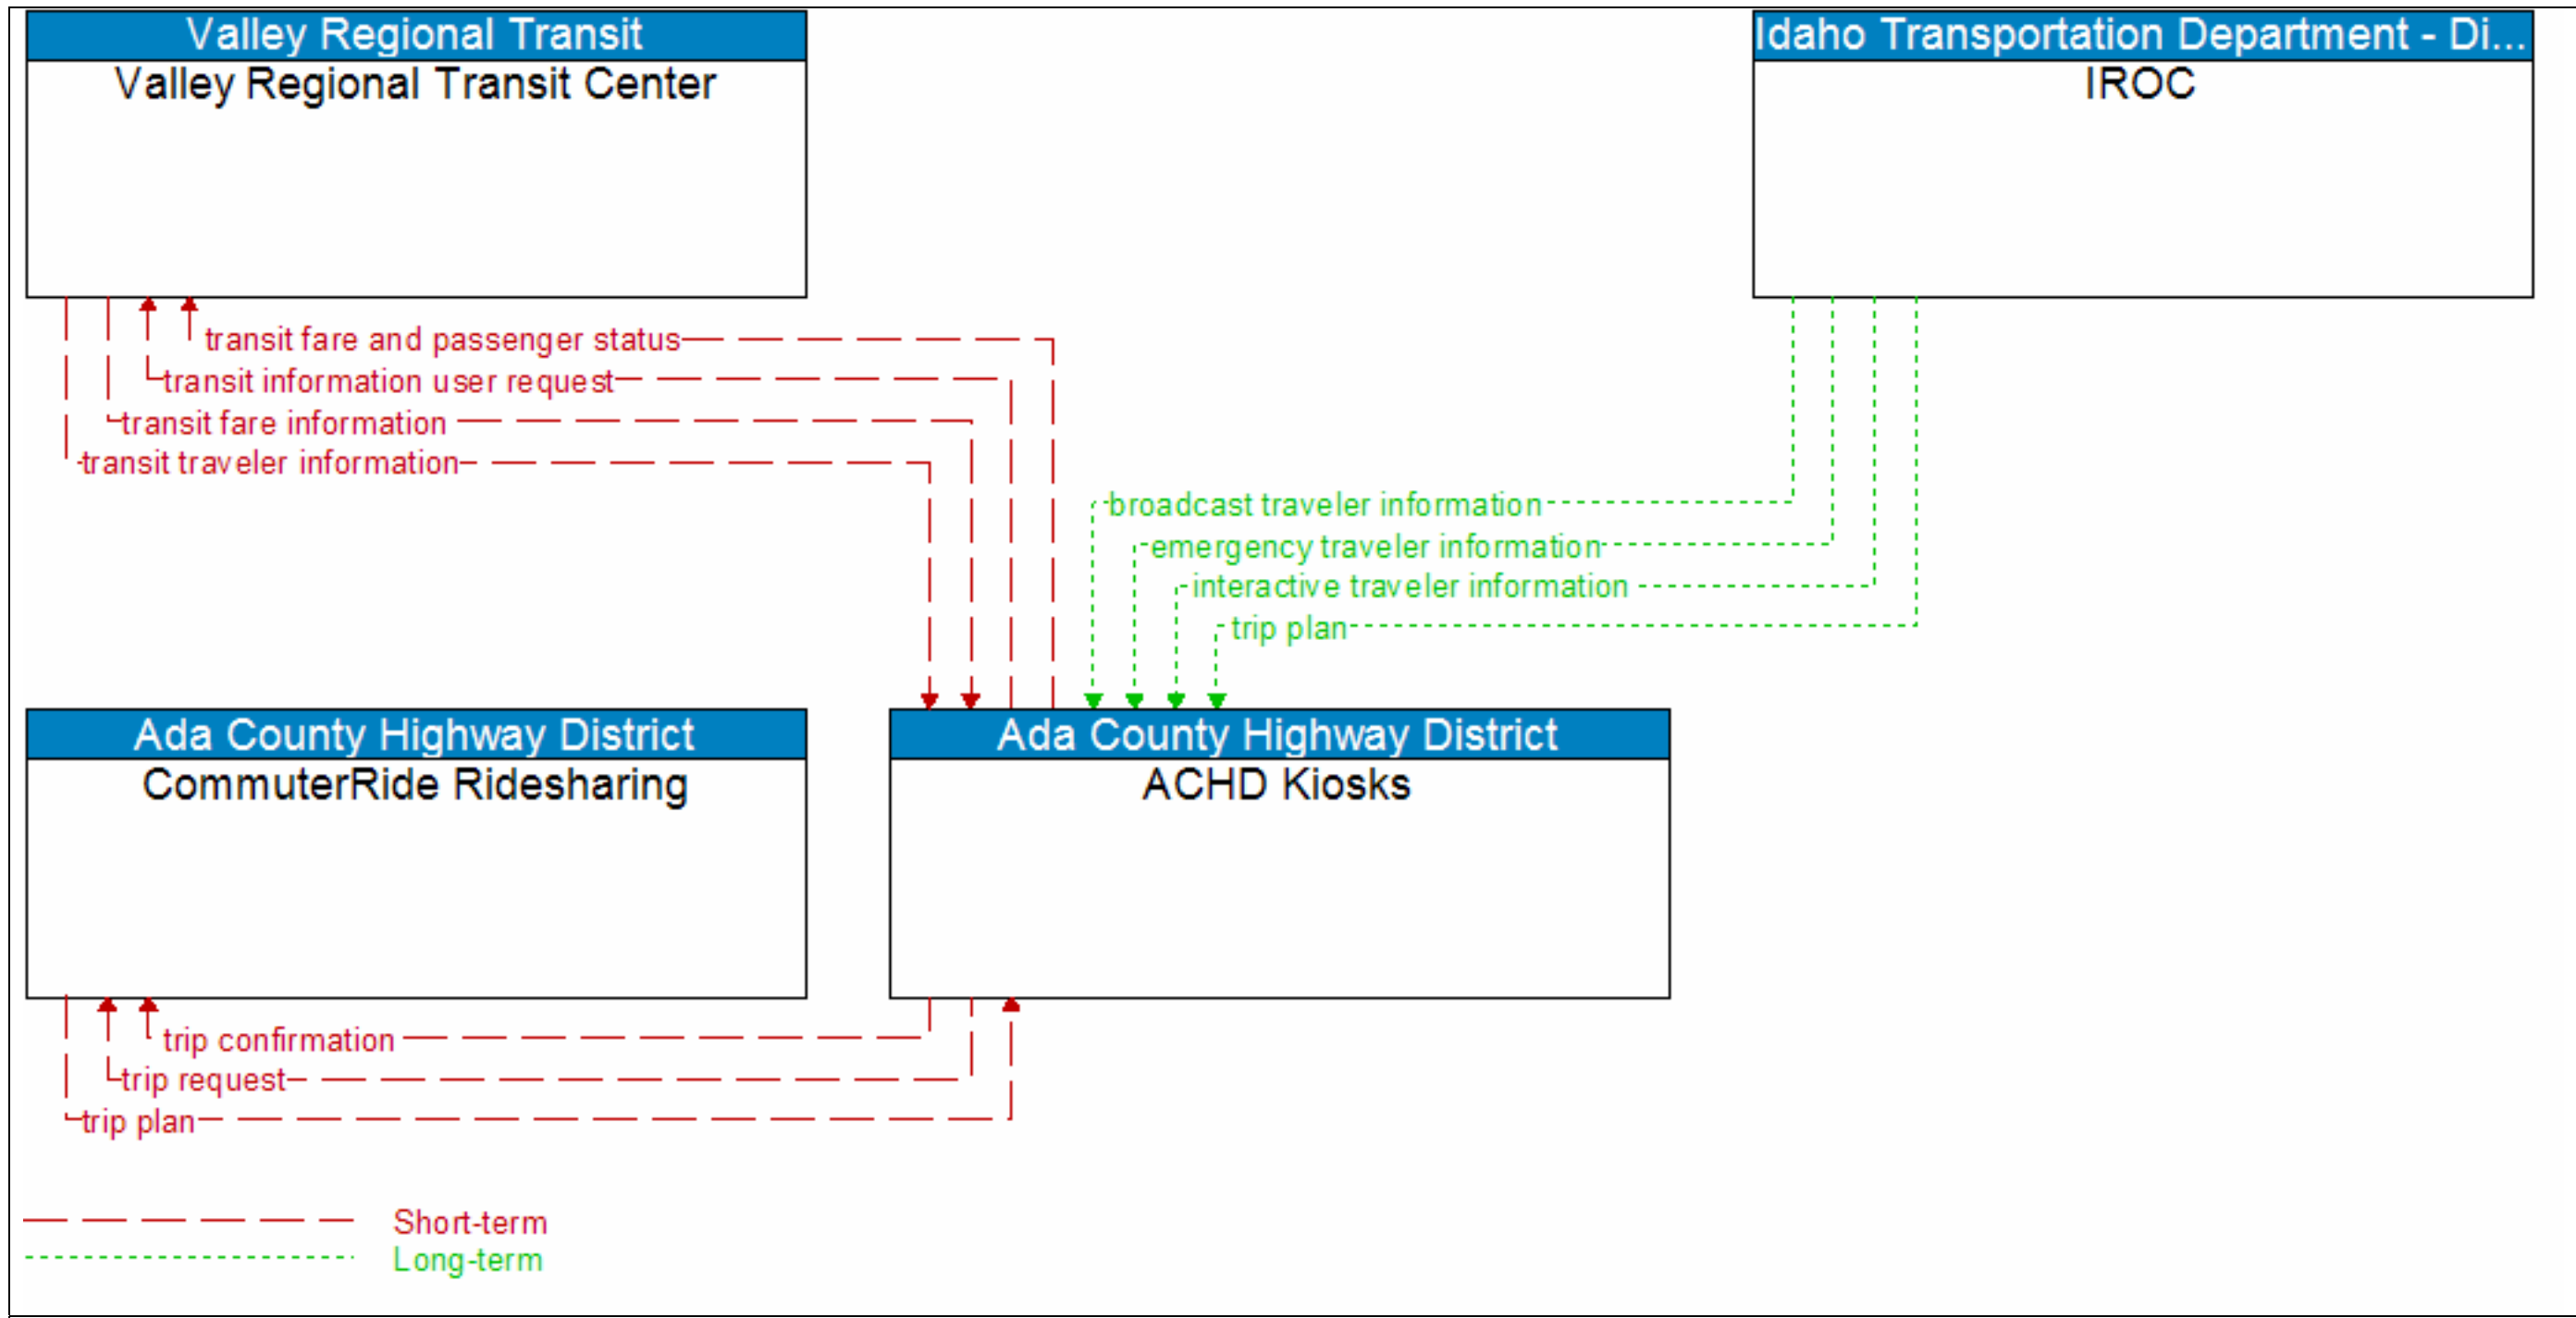 Valley Regional Transit
Valley Regional Transit Center
Idaho Transportation Department - Di...
IROC
transit fare and passenger status
transit information user request
transit fare information
transit traveler information
broadcast traveler information
emergency traveler information
interactive traveler information
trip plan
Ada County Highway District
CommuterRide Ridesharing
Ada County Highway District
ACHD Kiosks
trip confirmation
trip request
trip plan
Short-term
Long-term